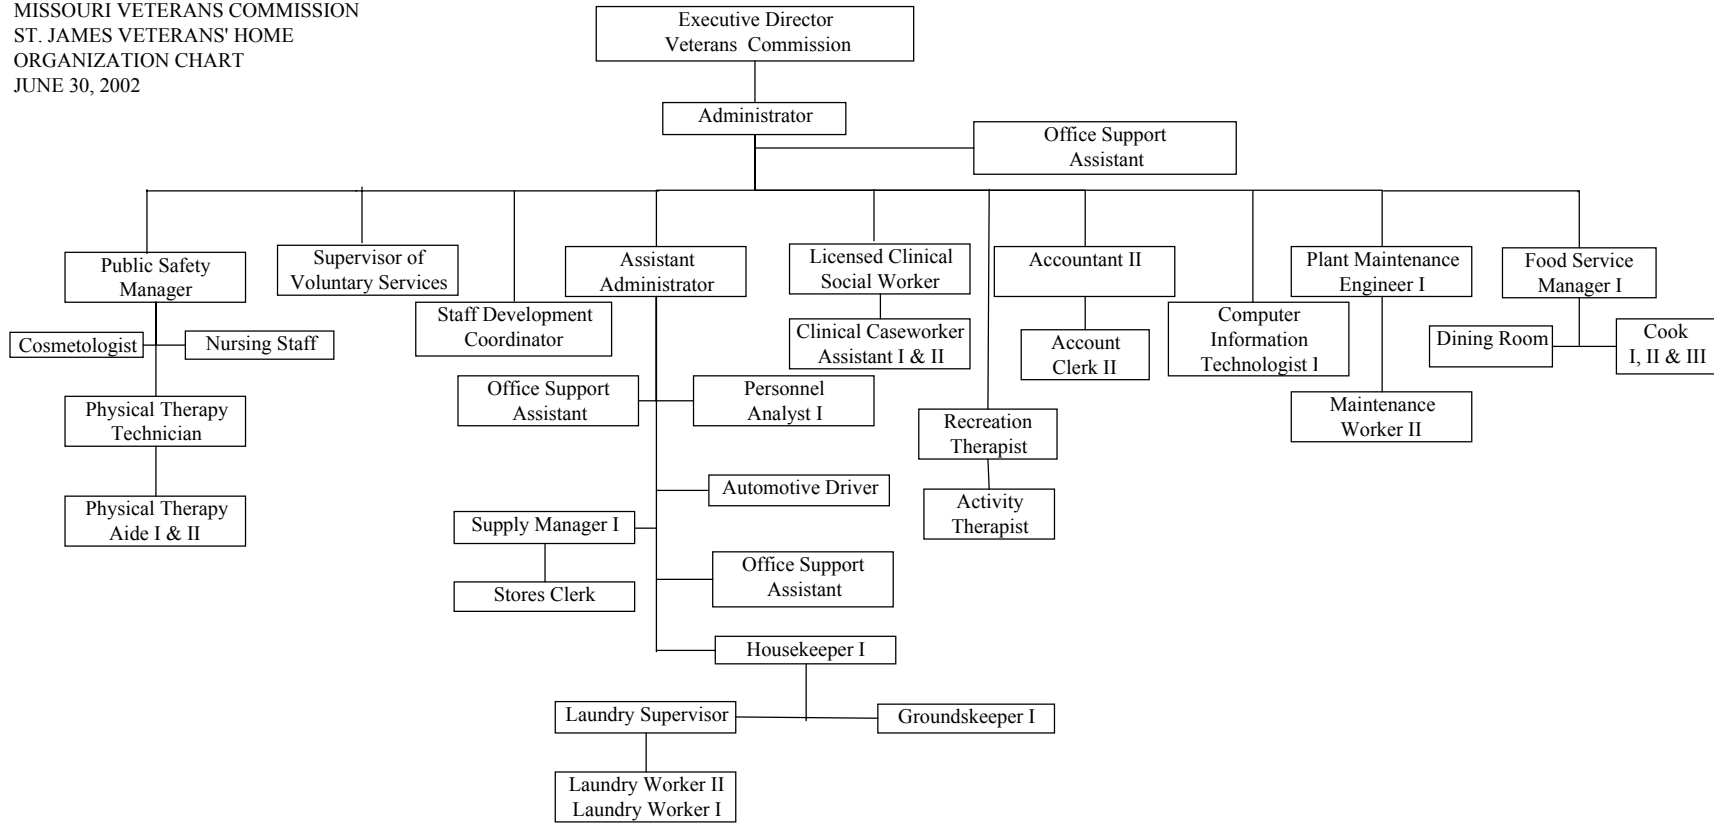 MISSOURI VETERANS COMMISSION
ST. JAMES VETERANS' HOME
ORGANIZATION CHART
JUNE 30, 2002
Executive Director
Veterans Commission
Administrator
Office Support
Assistant
Public Safety
Manager
Supervisor of
Voluntary Services
Staff Development
Coordinator
Assistant
Administrator
Licensed Clinical
Social Worker
Clinical Caseworker
Assistant I & II
Accountant II
Account
Clerk II
Computer
Information
Technologist I
Plant Maintenance
Engineer I
Food Service
Manager I
Dining Room
Cook
I, II & III
Cosmetologist
Nursing Staff
Physical Therapy
Technician
Physical Therapy
Aide I & II
Office Support
Assistant
Personnel
Analyst I
Recreation
Therapist
Activity
Therapist
Maintenance
Worker II
Automotive Driver
Supply Manager I
Stores Clerk
Office Support
Assistant
Housekeeper I
Laundry Supervisor
Groundskeeper I
Laundry Worker II
Laundry Worker I